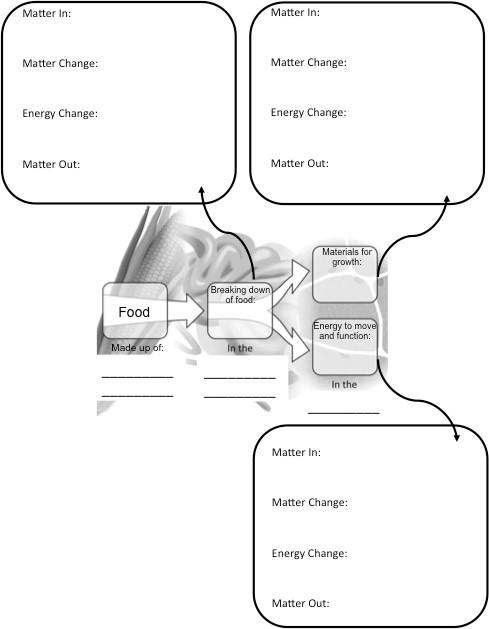 Matter In:
Matter Change:
Energy Change:
Matter Out:
Matter In:
Matter Change:
Energy Change:
Matter Out:
Food
Made up of:
Breaking down
of food:
In the
Materials for
growth:
Energy to move
and function:
In the
Matter In:
Matter Change:
Energy Change:
Matter Out: